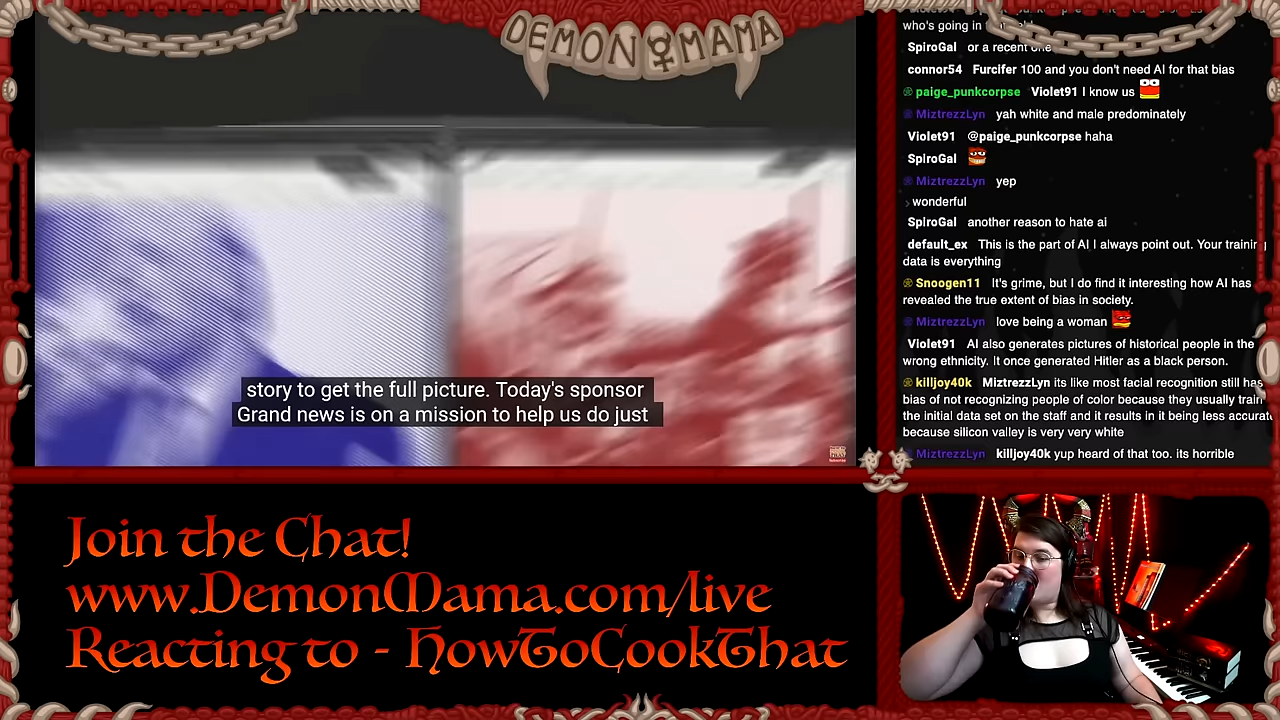 DEMON MAMA
who's going in
SpiroGal or a recent one
connor54 Furcifer 100 and you don't need AI for that bias
paige_punkcorpse Violet91 I know us
MiztrezzLyn yah white and male predominately
Violet91 @paige_punkcorpse haha
SpiroGal
MiztrezzLyn yep
wonderful
SpiroGal another reason to hate ai
default_ex This is the part of AI I always point out. Your training
data is everything
Snoogen11 It's grime, but I do find it interesting how AI has
revealed the true extent of bias in society.
MiztrezzLyn love being a woman
Violet91 AI also generates pictures of historical people in the
wrong ethnicity. It once generated Hitler as a black person.
killjoy40k MiztrezzLyn its like most facial recognition still has
bias of not recognizing people of color because they usually train
the initial data set on the staff and it results in it being less accurate
because silicon valley is very very white
MiztrezzLyn killjoy40k yup heard of that too. its horrible
story to get the full picture. Today's sponsor
Grand news is on a mission to help us do just
Join the Chat!
www.DemonMama.com/live
Reacting to - HowToCookThat